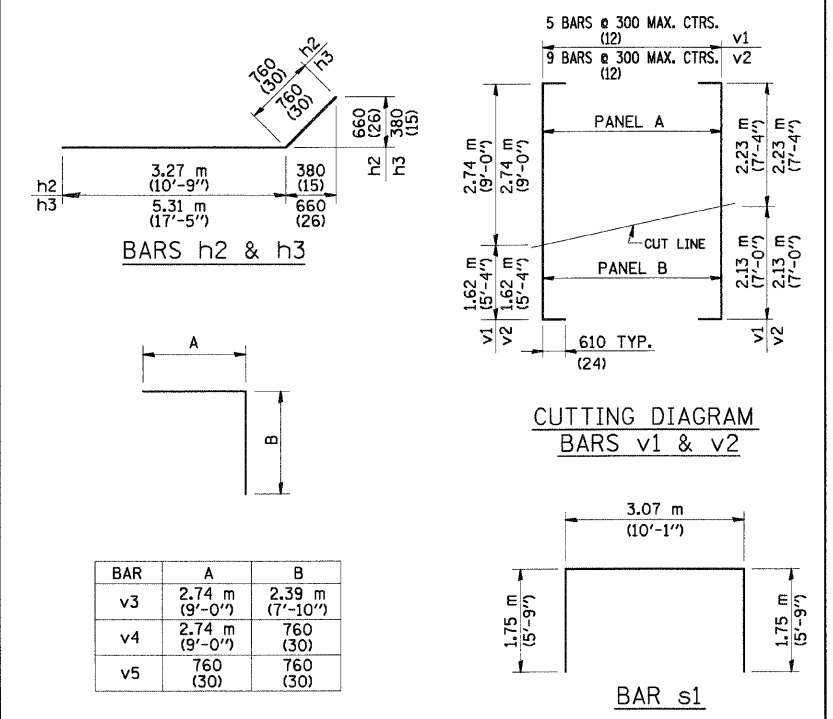 760
(30)
h2
h3
760
(30)
660
(26)
380
(15)
h2
h3
h2
3.27 m
(10'-9'')
380
(15)
h3
5.31 m
(17'-5'')
660
(26)
BARS h2 & h3
5 BARS @ 300 MAX. CTRS.
(12)
v1
9 BARS @ 300 MAX. CTRS.
(12)
v2
PANEL A
2.74 m
(9'-0'')
2.74 m
(9'-0'')
2.23 m
(7'-4'')
2.23 m
(7'-4'')
CUT LINE
PANEL B
1.62 m
(5'-4'')
1.62 m
(5'-4'')
2.13 m
(7'-0'')
2.13 m
(7'-0'')
v1
v2
v1
v2
610 TYP.
(24)
CUTTING DIAGRAM
BARS v1 & v2
A
B
BAR A B
v3 2.74 m (9'-0'') 2.39 m (7'-10'')
v4 2.74 m (9'-0'') 760 (30)
v5 760 (30) 760 (30)
3.07 m
(10'-1'')
1.75 m
(5'-9'')
1.75 m
(5'-9'')
BAR s1